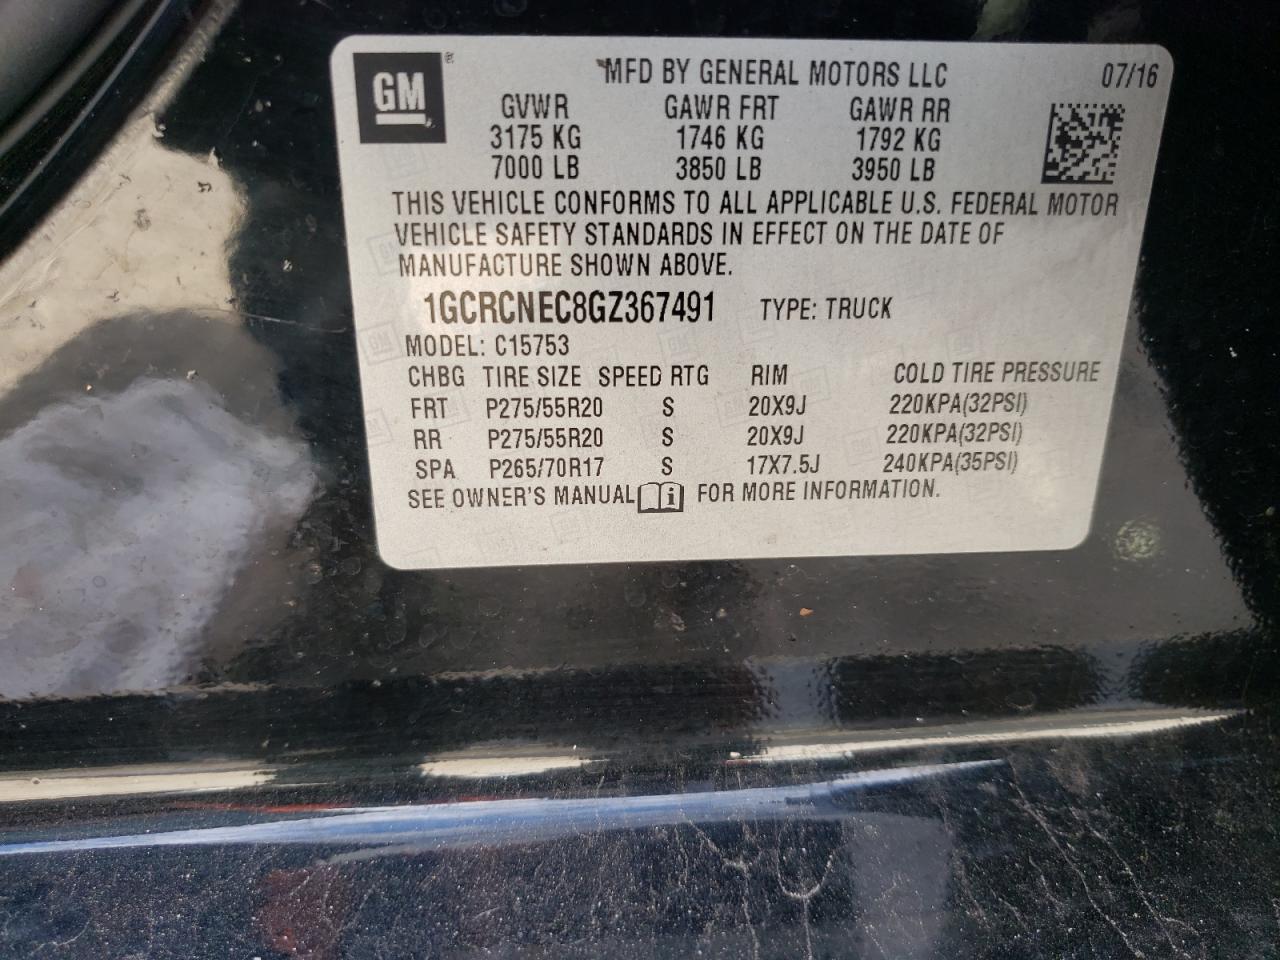 GM
MFD BY GENERAL MOTORS LLC 07/16
GVWR GAWR FRT GAWR RR
3175 KG 1746 KG 1792 KG
7000 LB 3850 LB 3950 LB
THIS VEHICLE CONFORMS TO ALL APPLICABLE U.S. FEDERAL MOTOR
VEHICLE SAFETY STANDARDS IN EFFECT ON THE DATE OF
MANUFACTURE SHOWN ABOVE.
1GCRCNEC8GZ367491 TYPE: TRUCK
MODEL: C15753
CHBG TIRE SIZE SPEED RTG RIM COLD TIRE PRESSURE
FRT P275/55R20 S 20X9J 220KPA(32PSI)
RR P275/55R20 S 20X9J 220KPA(32PSI)
SPA P265/70R17 S 17X7.5J 240KPA(35PSI)
SEE OWNER'S MANUAL i FOR MORE INFORMATION.